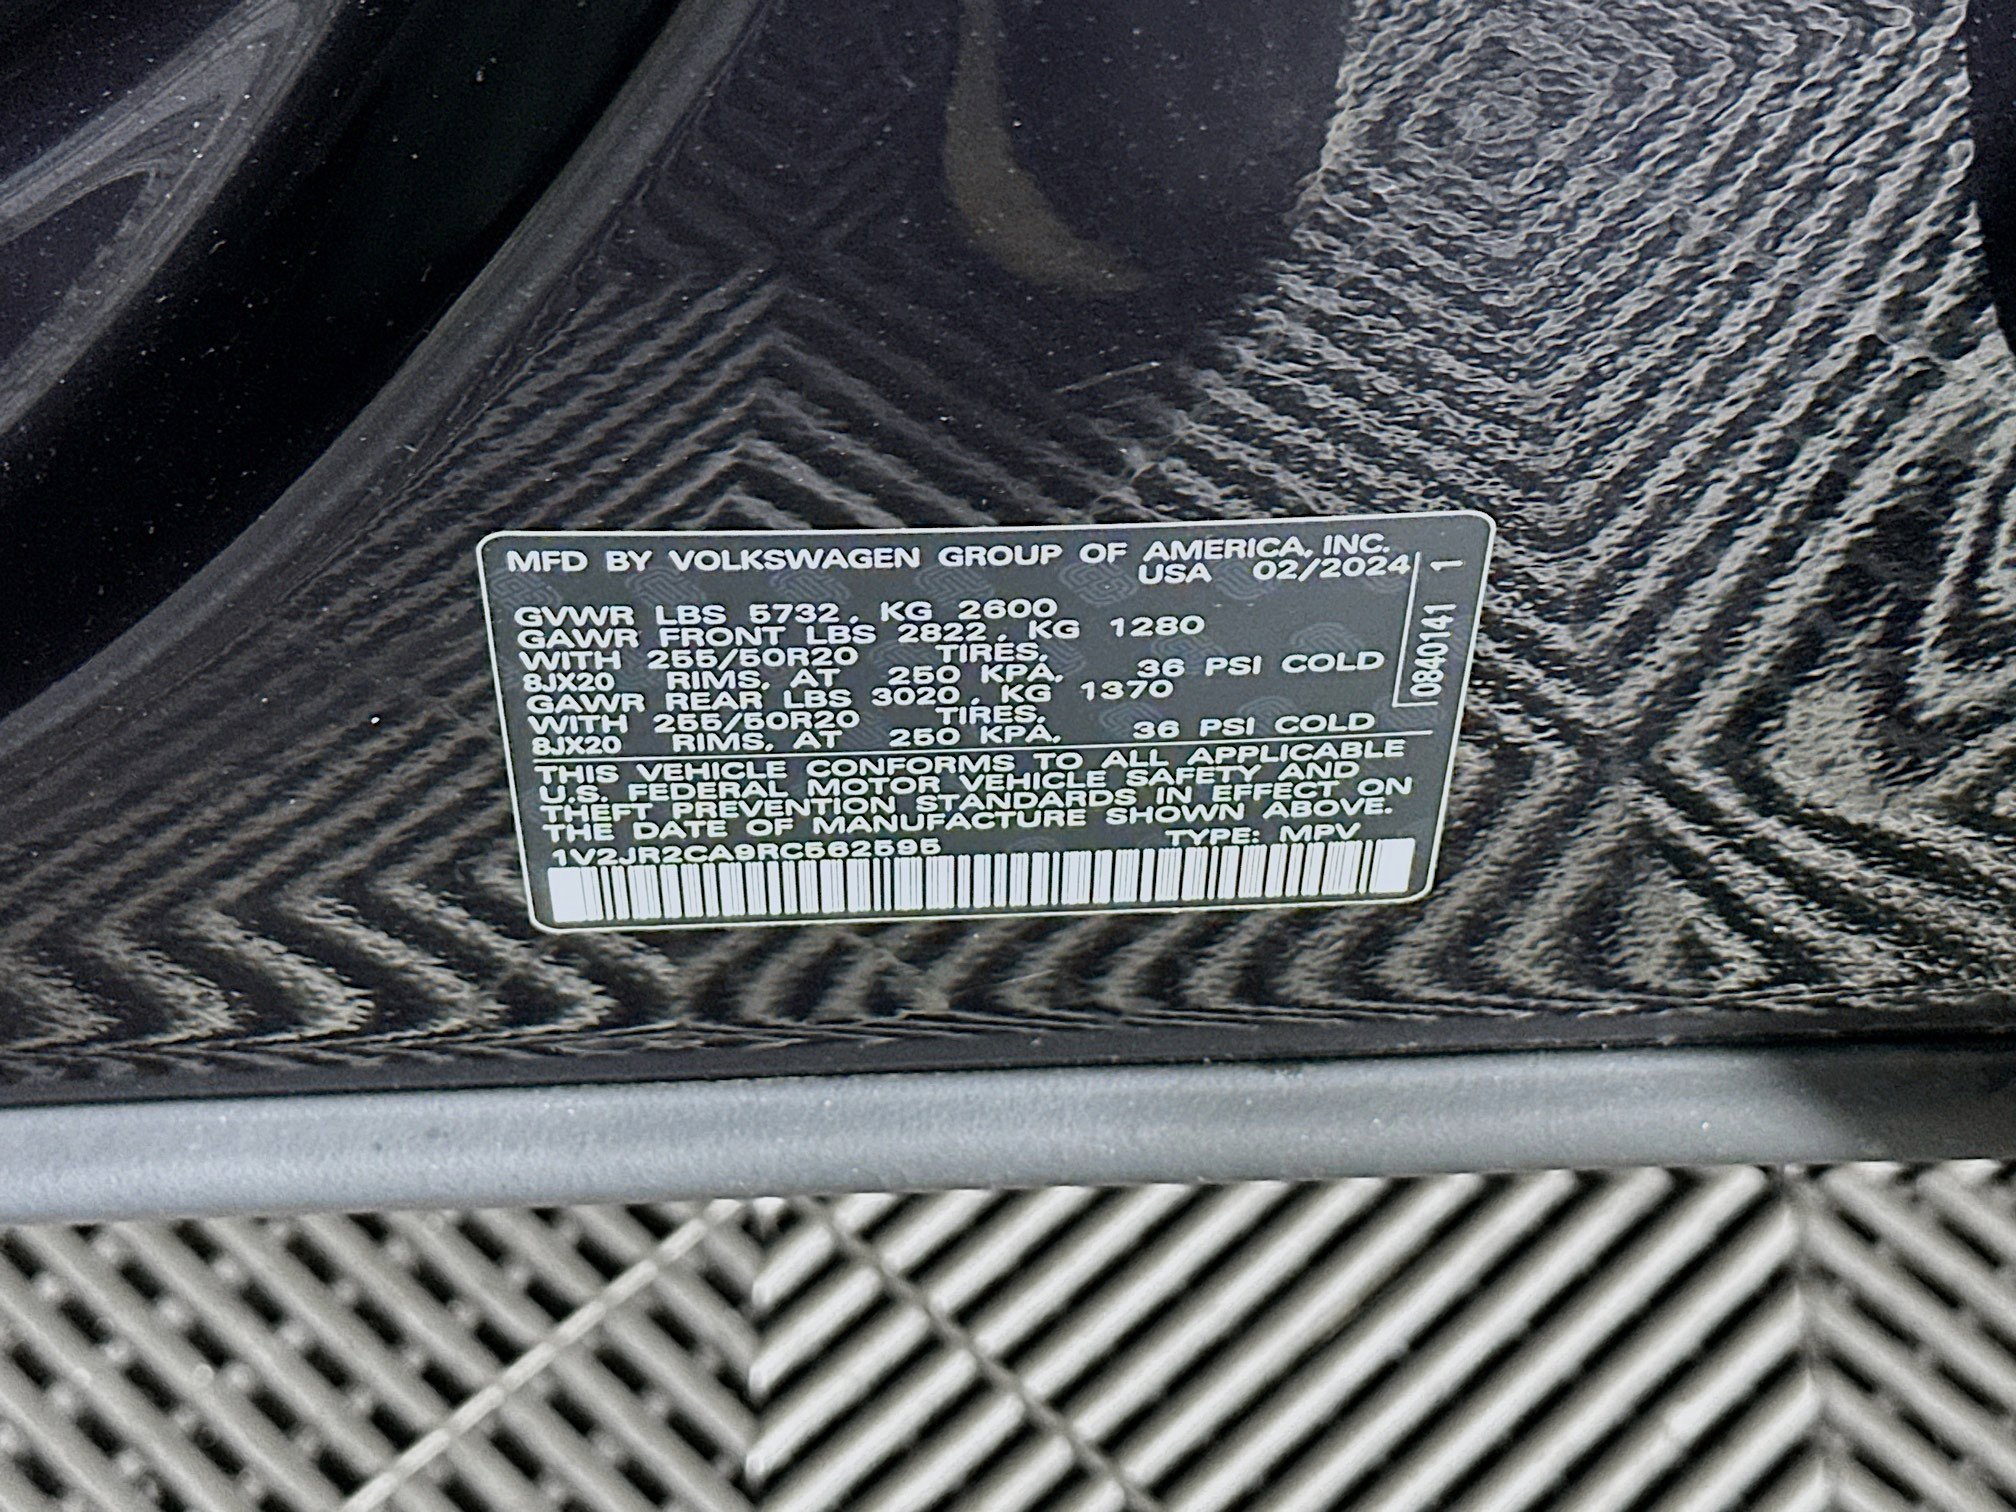 MFD BY VOLKSWAGEN GROUP OF AMERICA, INC.
USA 02/2024
GVWR LBS 5732, KG 2600
GAWR FRONT LBS 2822, KG 1280
WITH 255/50R20 TIRES,
8JX20 RIMS, AT 250 KPA, 36 PSI COLD
GAWR REAR LBS 3020, KG 1370
WITH 255/50R20 TIRES,
8JX20 RIMS, AT 250 KPA, 36 PSI COLD
THIS VEHICLE CONFORMS TO ALL APPLICABLE
U.S. FEDERAL MOTOR VEHICLE SAFETY AND
THEFT PREVENTION STANDARDS IN EFFECT ON
THE DATE OF MANUFACTURE SHOWN ABOVE.
1V2JR2CA9RC562595 TYPE: MPV
0840141 1